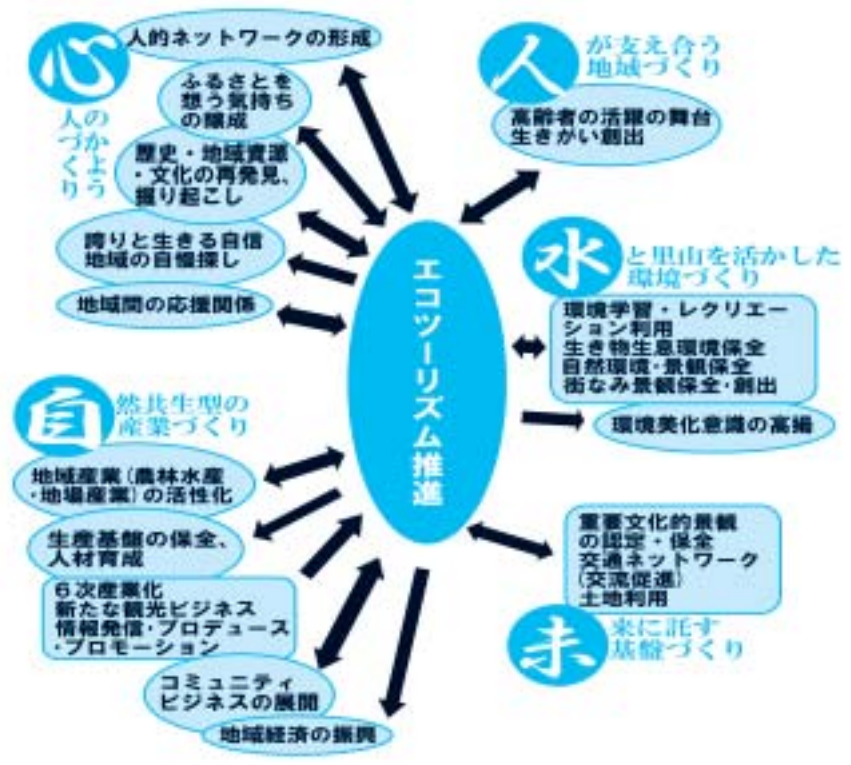 心
のかよう
人づくり
人的ネットワークの形成
ふるさとを
想う気持ち
の醸成
歴史・地域資源
・文化の再発見、
掘り起こし
誇りと生きる自信
地域の自慢探し
地域間の応援関係
人
が支え合う
地域づくり
高齢者の活躍の舞台
生きがい創出
水
と里山を活かした
環境づくり
環境学習・レクリエー
ション利用
生き物生息環境保全
自然環境・景観保全
街なみ景観保全・創出
環境美化意識の高揚
エコツーリズム推進
自
然共生型の
産業づくり
地域産業(農林水産
・地場産業)の活性化
生産基盤の保全、
人材育成
6次産業化
新たな観光ビジネス
情報発信・プロデュース
・プロモーション
コミュニティ
ビジネスの展開
地域経済の振興
重要文化的景観
の認定・保全
交通ネットワーク
(交流促進)
土地利用
未
来に託す
基盤づくり